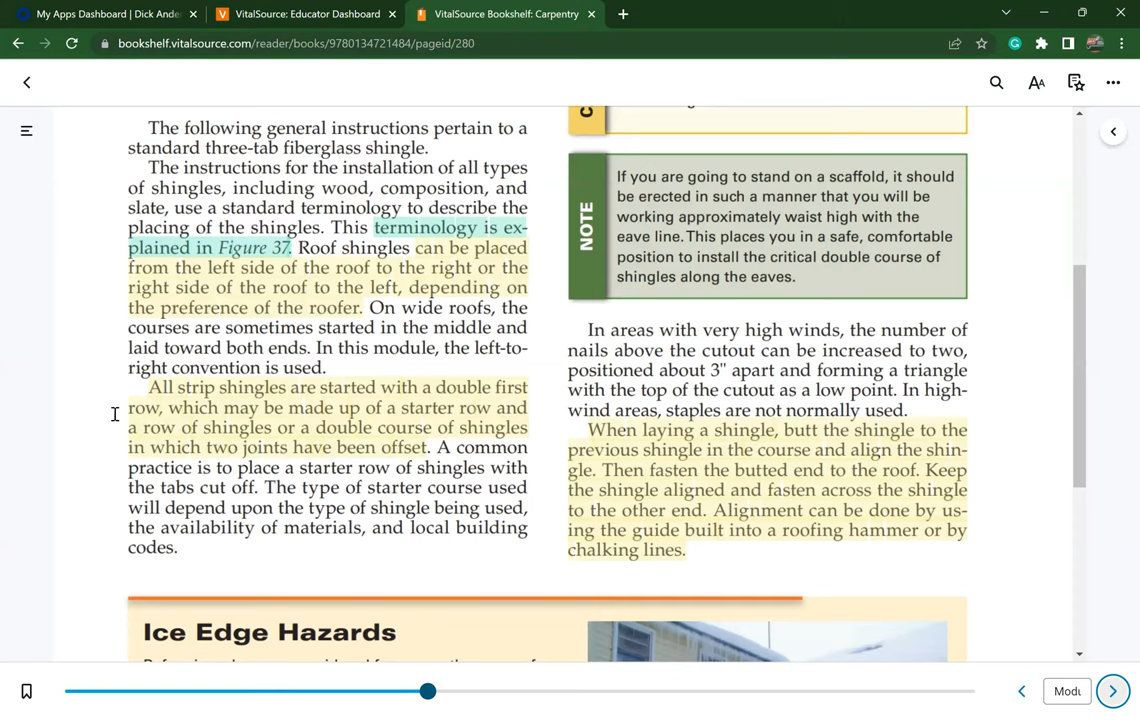 My Apps Dashboard | Dick Ande
VitalSource: Educator Dashboard
VitalSource Bookshelf: Carpentry
bookshelf.vitalsource.com/reader/books/9780134721484/pageid/280
The following general instructions pertain to a
standard three-tab fiberglass shingle.
The instructions for the installation of all types
of shingles, including wood, composition, and
slate, use a standard terminology to describe the
placing of the shingles. This terminology is ex-
plained in Figure 37. Roof shingles can be placed
from the left side of the roof to the right or the
right side of the roof to the left, depending on
the preference of the roofer. On wide roofs, the
courses are sometimes started in the middle and
laid toward both ends. In this module, the left-to-
right convention is used.
All strip shingles are started with a double first
row, which may be made up of a starter row and
a row of shingles or a double course of shingles
in which two joints have been offset. A common
practice is to place a starter row of shingles with
the tabs cut off. The type of starter course used
will depend upon the type of shingle being used,
the availability of materials, and local building
codes.
NOTE
If you are going to stand on a scaffold, it should
be erected in such a manner that you will be
working approximately waist high with the
eave line. This places you in a safe, comfortable
position to install the critical double course of
shingles along the eaves.
In areas with very high winds, the number of
nails above the cutout can be increased to two,
positioned about 3" apart and forming a triangle
with the top of the cutout as a low point. In high-
wind areas, staples are not normally used.
When laying a shingle, butt the shingle to the
previous shingle in the course and align the shin-
gle. Then fasten the butted end to the roof. Keep
the shingle aligned and fasten across the shingle
to the other end. Alignment can be done by us-
ing the guide built into a roofing hammer or by
chalking lines.
Ice Edge Hazards
Modu